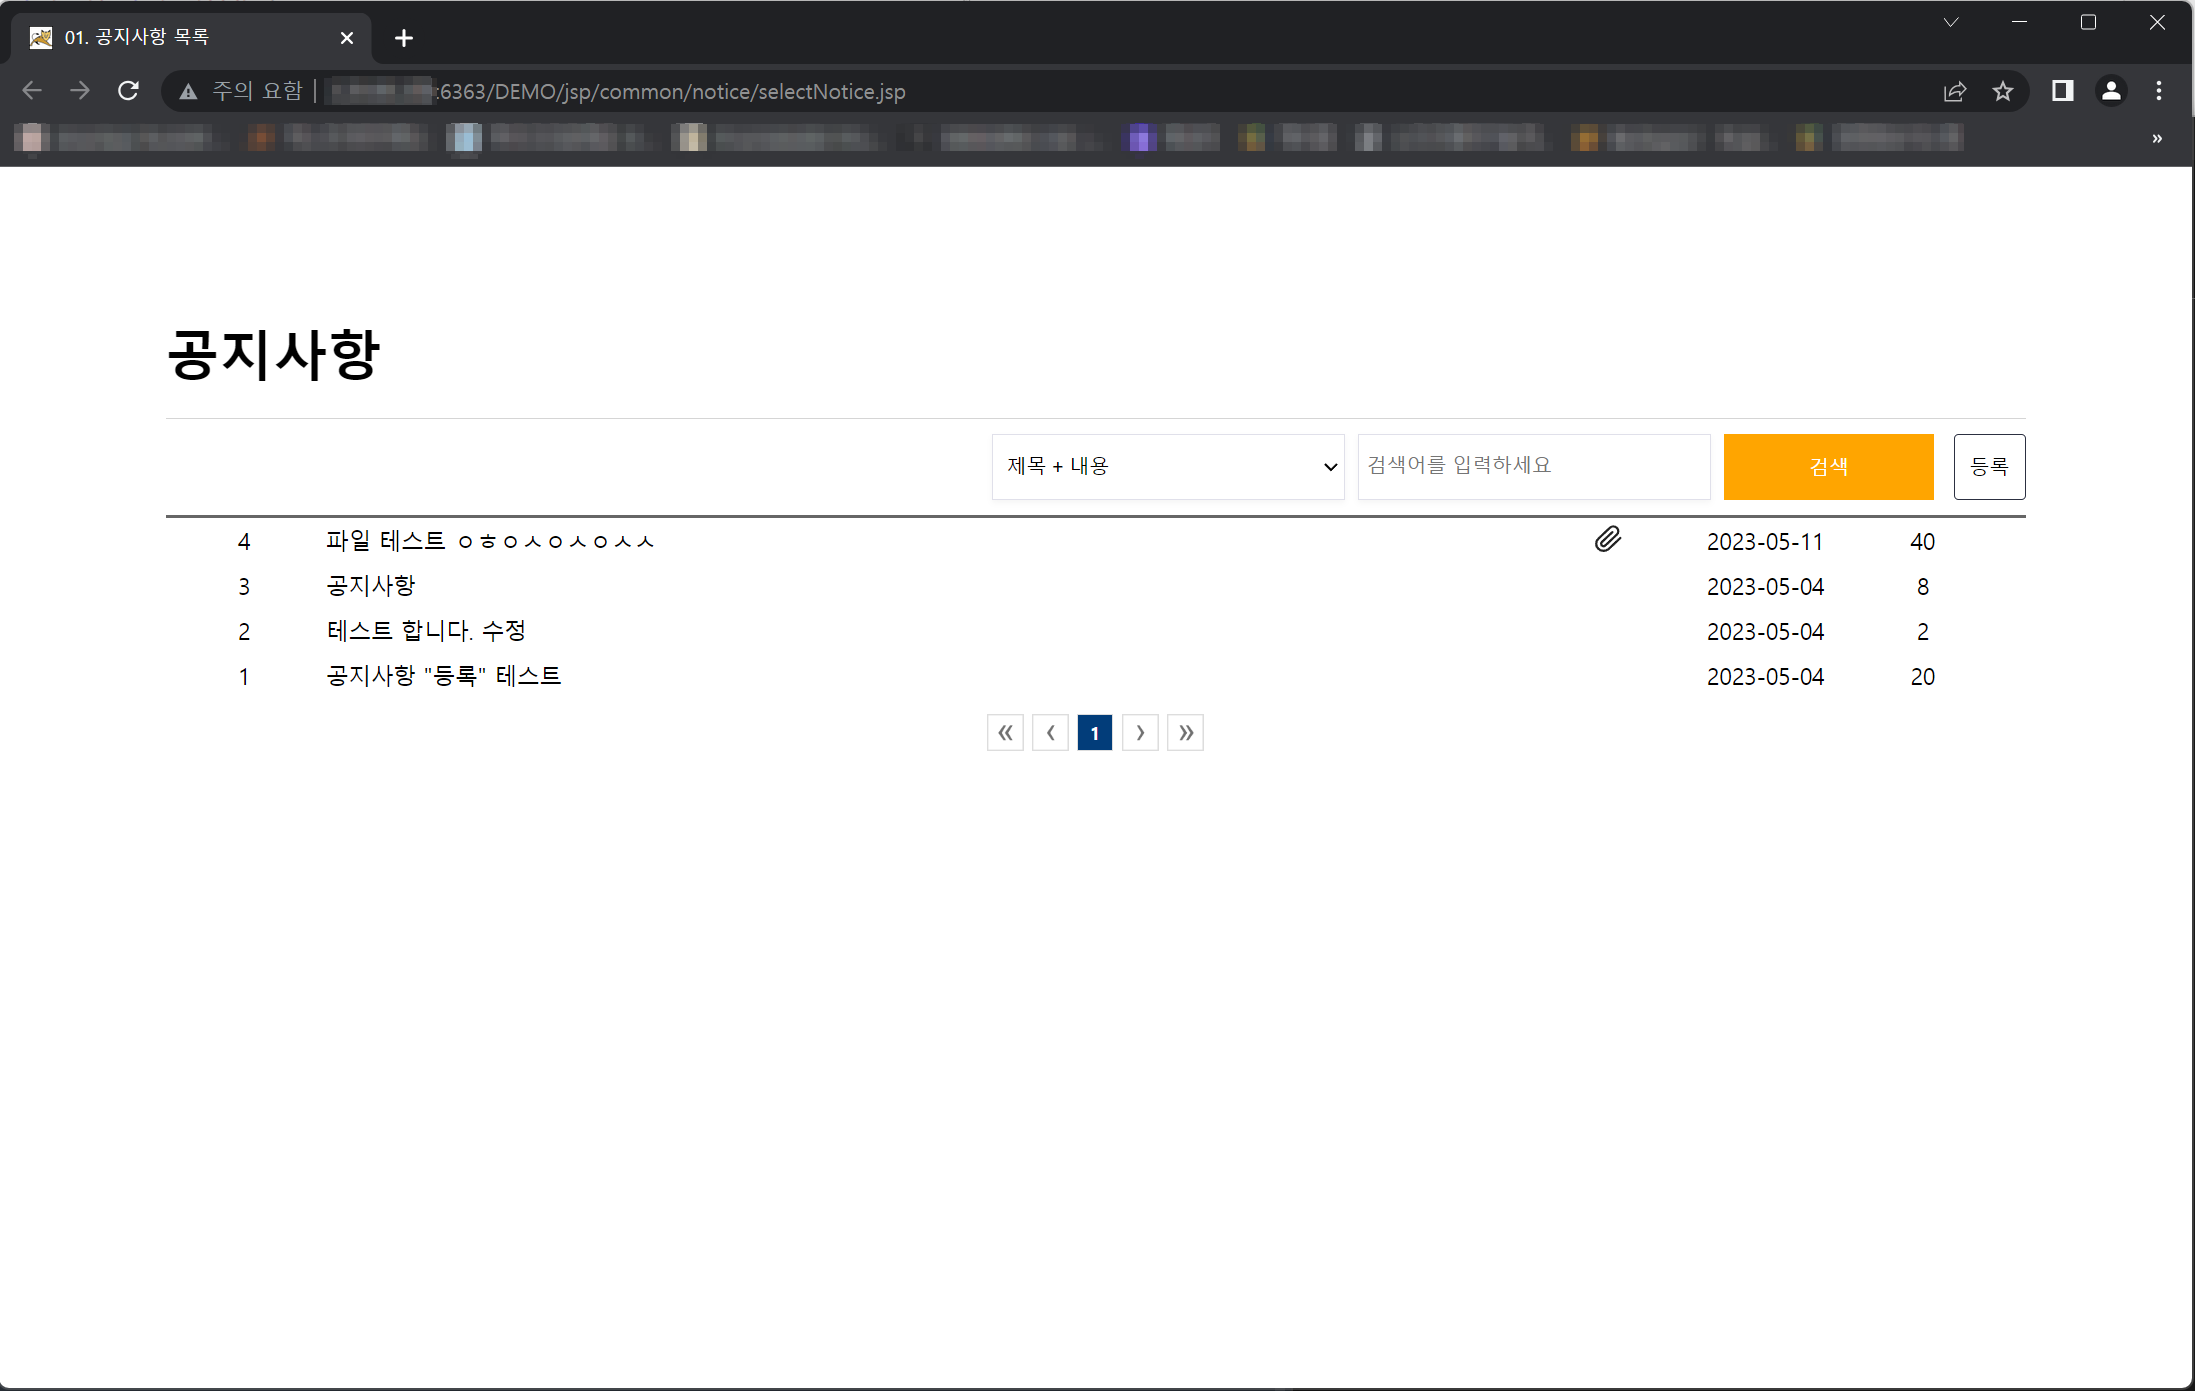 01. 공지사항 목록
주의 요함 :6363/DEMO/jsp/common/notice/selectNotice.jsp
공지사항
제목 + 내용 검색어를 입력하세요 검색 등록
4 파일 테스트 ㅇㅎㅇㅅㅇㅅㅇㅅㅅ 2023-05-11 40
3 공지사항 2023-05-04 8
2 테스트 합니다. 수정 2023-05-04 2
1 공지사항 "등록" 테스트 2023-05-04 20
« ‹ 1 › »